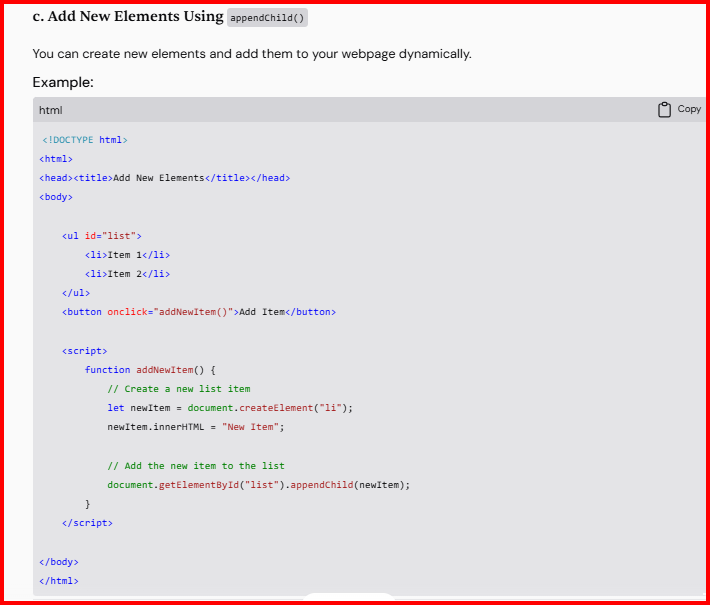 c. Add New Elements Using appendChild()
You can create new elements and add them to your webpage dynamically.
Example:
html Copy
<!DOCTYPE html>
<html>
<head><title>Add New Elements</title></head>
<body>
    <ul id="list">
        <li>Item 1</li>
        <li>Item 2</li>
    </ul>
    <button onclick="addNewItem()">Add Item</button>
    <script>
        function addNewItem() {
            // Create a new list item
            let newItem = document.createElement("li");
            newItem.innerHTML = "New Item";
            // Add the new item to the list
            document.getElementById("list").appendChild(newItem);
        }
    </script>
</body>
</html>